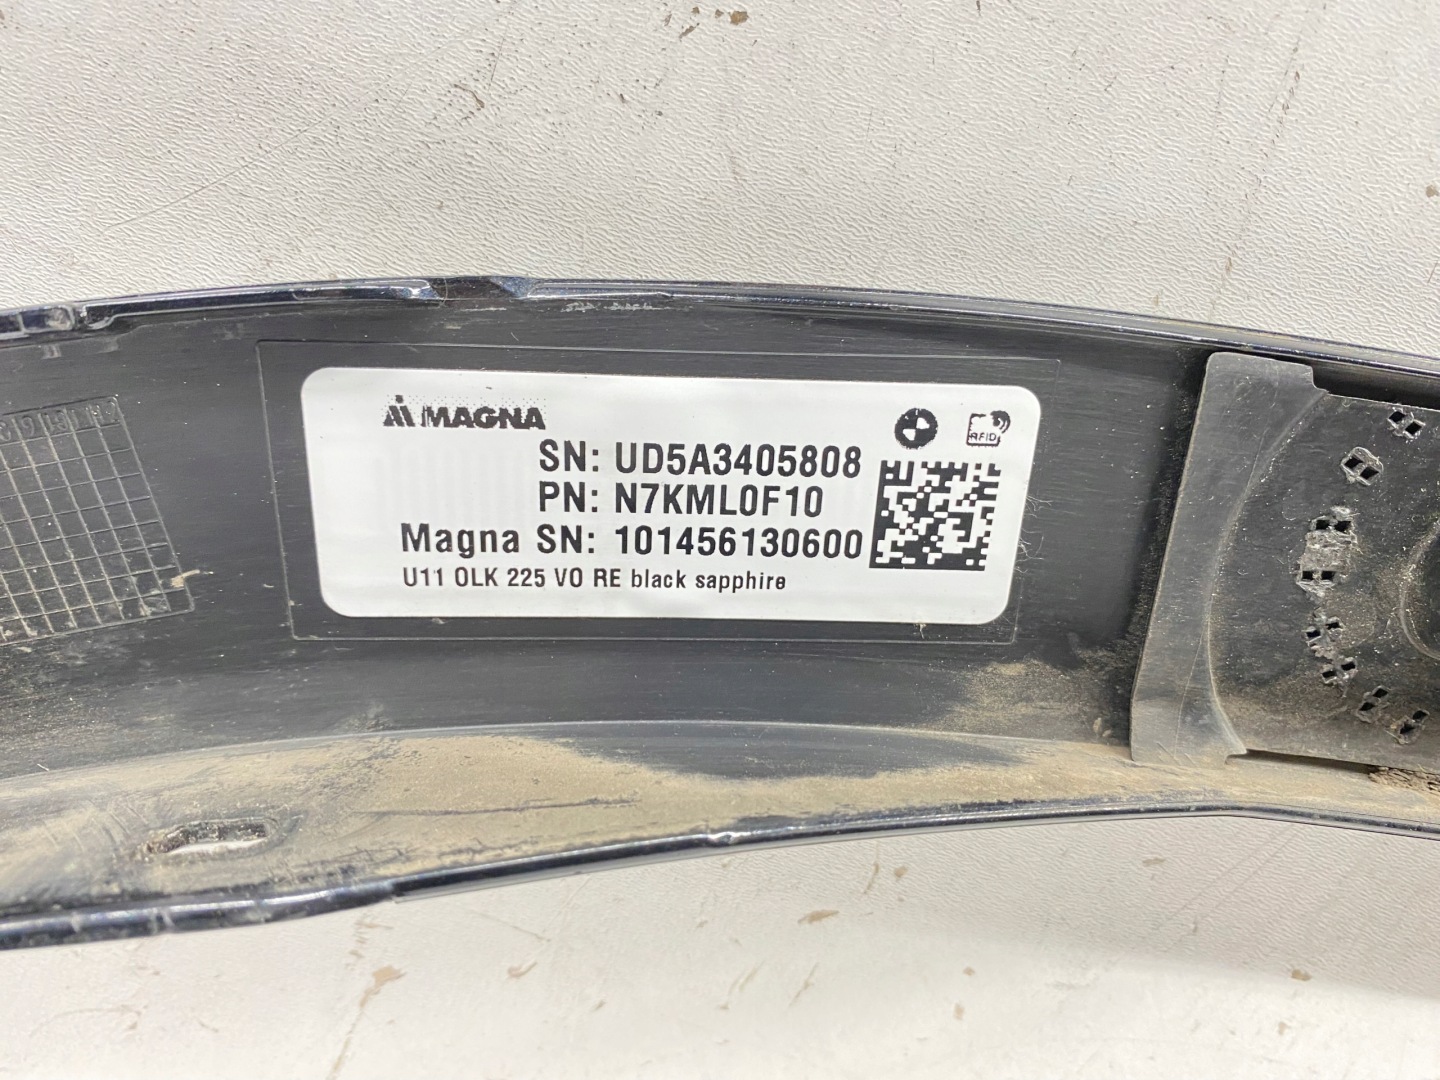 MAGNA
RFID
SN: UD5A3405808
PN: N7KML0F10
Magna SN: 101456130600
U11 OLK 225 VO RE black sapphire